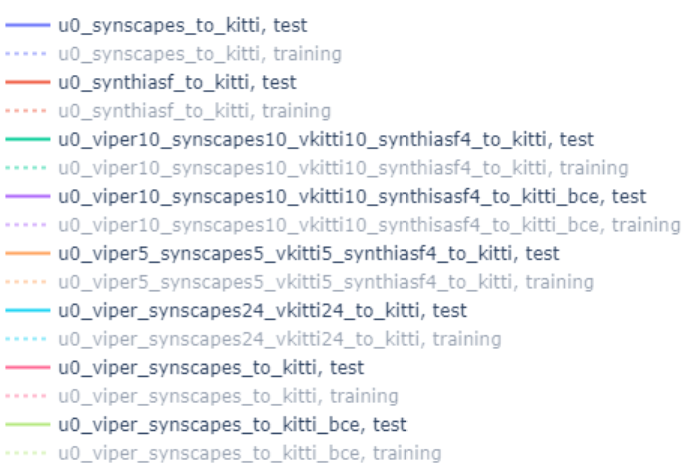 u0_synscapes_to_kitti, test
u0_synscapes_to_kitti, training
u0_synthiasf_to_kitti, test
u0_synthiasf_to_kitti, training
u0_viper10_synscapes10_vkitti10_synthiasf4_to_kitti, test
u0_viper10_synscapes10_vkitti10_synthiasf4_to_kitti, training
u0_viper10_synscapes10_vkitti10_synthisasf4_to_kitti_bce, test
u0_viper10_synscapes10_vkitti10_synthisasf4_to_kitti_bce, training
u0_viper5_synscapes5_vkitti5_synthiasf4_to_kitti, test
u0_viper5_synscapes5_vkitti5_synthiasf4_to_kitti, training
u0_viper_synscapes24_vkitti24_to_kitti, test
u0_viper_synscapes24_vkitti24_to_kitti, training
u0_viper_synscapes_to_kitti, test
u0_viper_synscapes_to_kitti, training
u0_viper_synscapes_to_kitti_bce, test
u0_viper_synscapes_to_kitti_bce, training